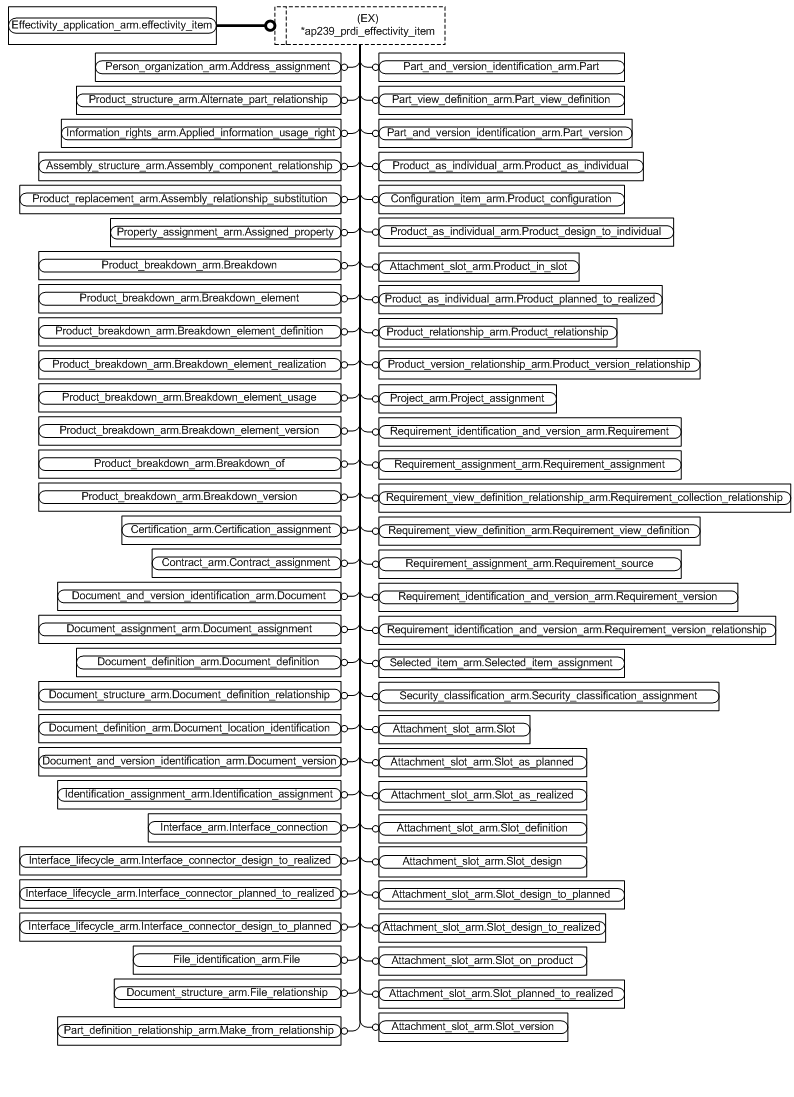 Effectivity_application_arm.effectivity_item
(EX)
*ap239_prdi_effectivity_item
Person_organization_arm.Address_assignment
Product_structure_arm.Alternate_part_relationship
Information_rights_arm.Applied_information_usage_right
Assembly_structure_arm.Assembly_component_relationship
Product_replacement_arm.Assembly_relationship_substitution
Property_assignment_arm.Assigned_property
Product_breakdown_arm.Breakdown
Product_breakdown_arm.Breakdown_element
Product_breakdown_arm.Breakdown_element_definition
Product_breakdown_arm.Breakdown_element_realization
Product_breakdown_arm.Breakdown_element_usage
Product_breakdown_arm.Breakdown_element_version
Product_breakdown_arm.Breakdown_of
Product_breakdown_arm.Breakdown_version
Certification_arm.Certification_assignment
Contract_arm.Contract_assignment
Document_and_version_identification_arm.Document
Document_assignment_arm.Document_assignment
Document_definition_arm.Document_definition
Document_structure_arm.Document_definition_relationship
Document_definition_arm.Document_location_identification
Document_and_version_identification_arm.Document_version
Identification_assignment_arm.Identification_assignment
Interface_arm.Interface_connection
Interface_lifecycle_arm.Interface_connector_design_to_realized
Interface_lifecycle_arm.Interface_connector_planned_to_realized
Interface_lifecycle_arm.Interface_connector_design_to_planned
File_identification_arm.File
Document_structure_arm.File_relationship
Part_definition_relationship_arm.Make_from_relationship
Part_and_version_identification_arm.Part
Part_view_definition_arm.Part_view_definition
Part_and_version_identification_arm.Part_version
Product_as_individual_arm.Product_as_individual
Configuration_item_arm.Product_configuration
Product_as_individual_arm.Product_design_to_individual
Attachment_slot_arm.Product_in_slot
Product_as_individual_arm.Product_planned_to_realized
Product_relationship_arm.Product_relationship
Product_version_relationship_arm.Product_version_relationship
Project_arm.Project_assignment
Requirement_identification_and_version_arm.Requirement
Requirement_assignment_arm.Requirement_assignment
Requirement_view_definition_relationship_arm.Requirement_collection_relationship
Requirement_view_definition_arm.Requirement_view_definition
Requirement_assignment_arm.Requirement_source
Requirement_identification_and_version_arm.Requirement_version
Requirement_identification_and_version_arm.Requirement_version_relationship
Selected_item_arm.Selected_item_assignment
Security_classification_arm.Security_classification_assignment
Attachment_slot_arm.Slot
Attachment_slot_arm.Slot_as_planned
Attachment_slot_arm.Slot_as_realized
Attachment_slot_arm.Slot_definition
Attachment_slot_arm.Slot_design
Attachment_slot_arm.Slot_design_to_planned
Attachment_slot_arm.Slot_design_to_realized
Attachment_slot_arm.Slot_on_product
Attachment_slot_arm.Slot_planned_to_realized
Attachment_slot_arm.Slot_version